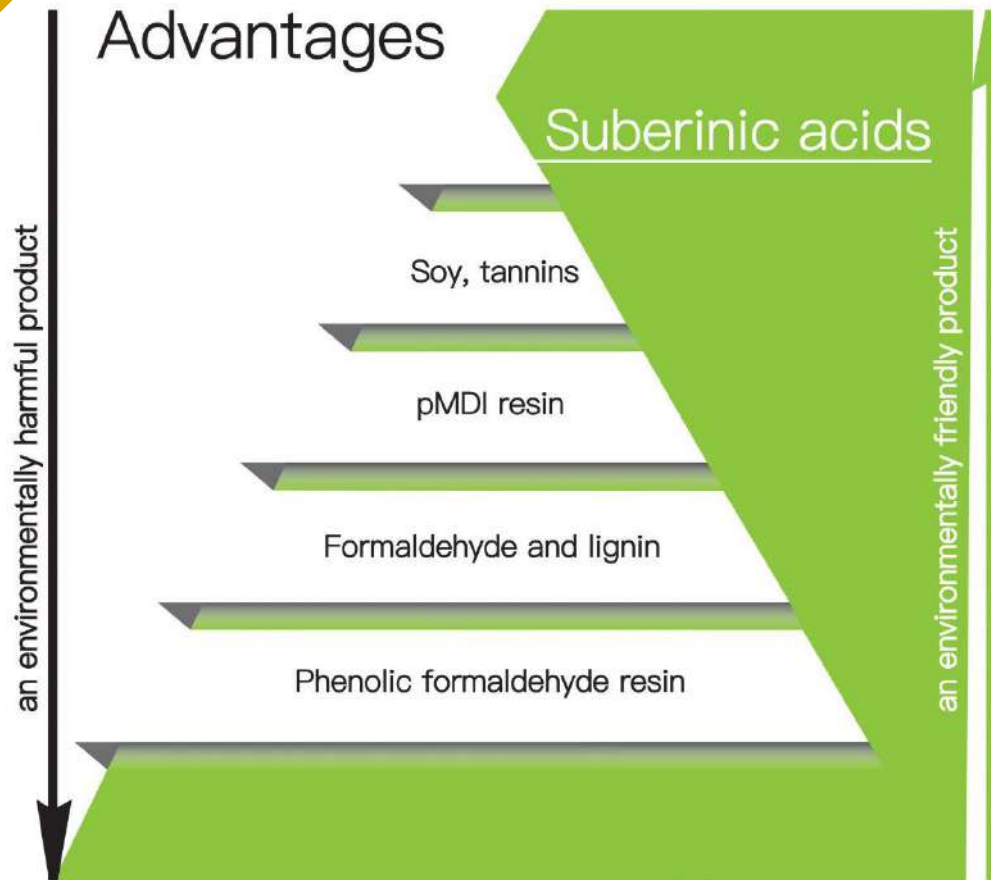 Advantages
Suberinic acids
Soy, tannins
pMDI resin
Formaldehyde and lignin
Phenolic formaldehyde resin
an environmentally harmful product
an environmentally friendly product